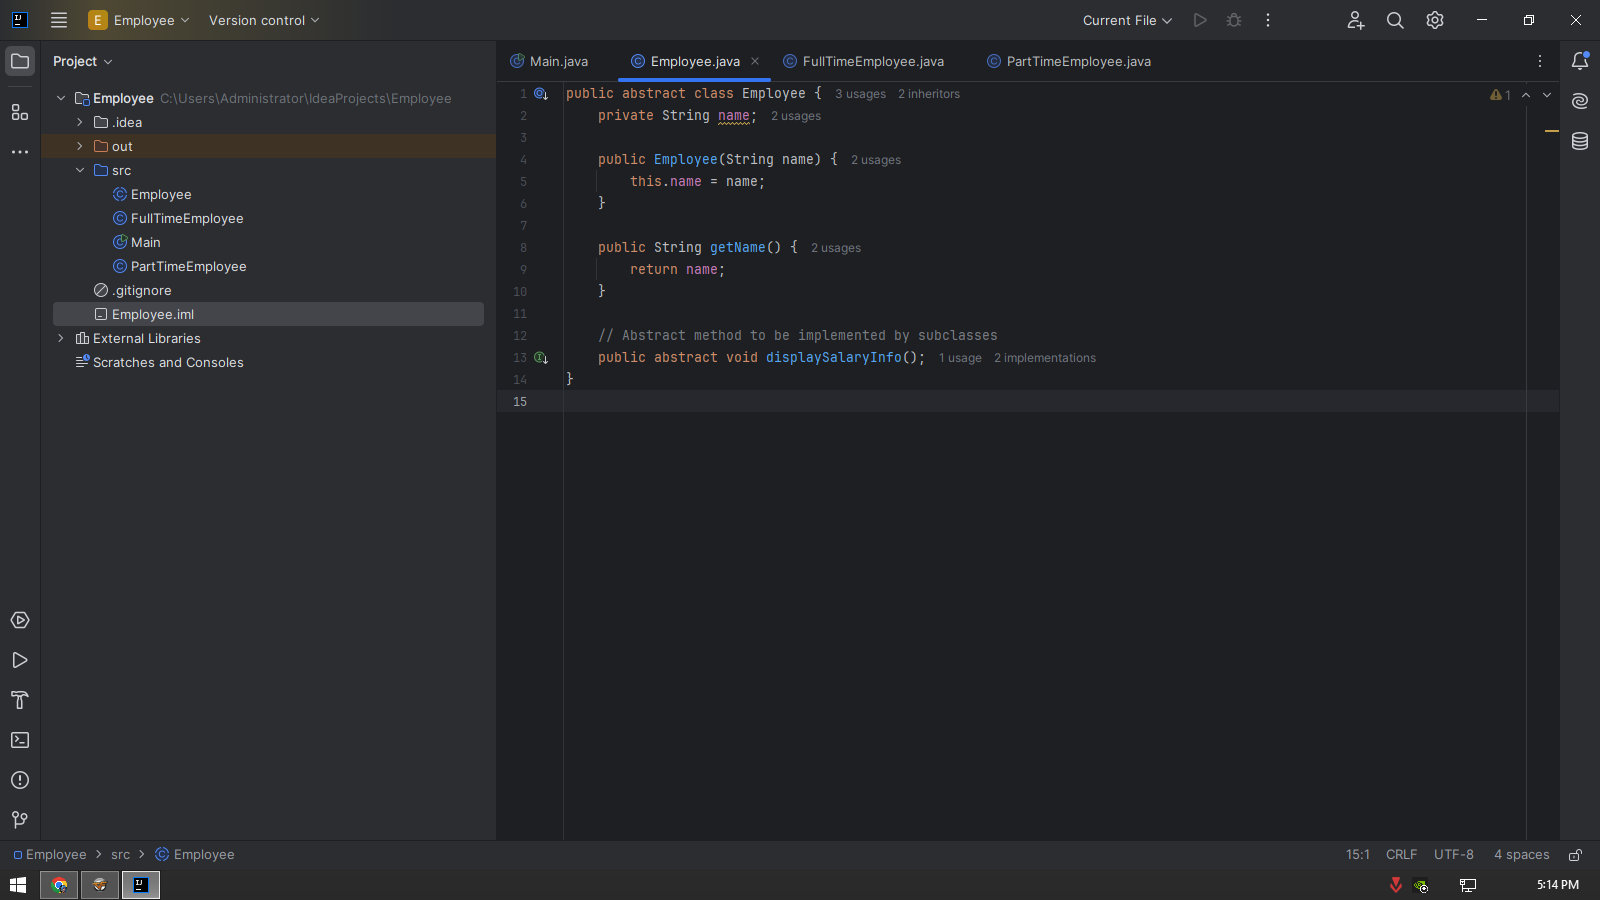 E Employee Version control Current File
Project
Main.java Employee.java FullTimeEmployee.java PartTimeEmployee.java
Employee C:\Users\Administrator\IdeaProjects\Employee
.idea
out
src
Employee
FullTimeEmployee
Main
PartTimeEmployee
.gitignore
Employee.iml
External Libraries
Scratches and Consoles
1 public abstract class Employee { 3 usages 2 inheritors
2 private String name; 2 usages
3
4 public Employee(String name) { 2 usages
5 this.name = name;
6 }
7
8 public String getName() { 2 usages
9 return name;
10 }
11
12 // Abstract method to be implemented by subclasses
13 public abstract void displaySalaryInfo(); 1 usage 2 implementations
14 }
15
1
Employee src Employee 15:1 CRLF UTF-8 4 spaces
5:14 PM